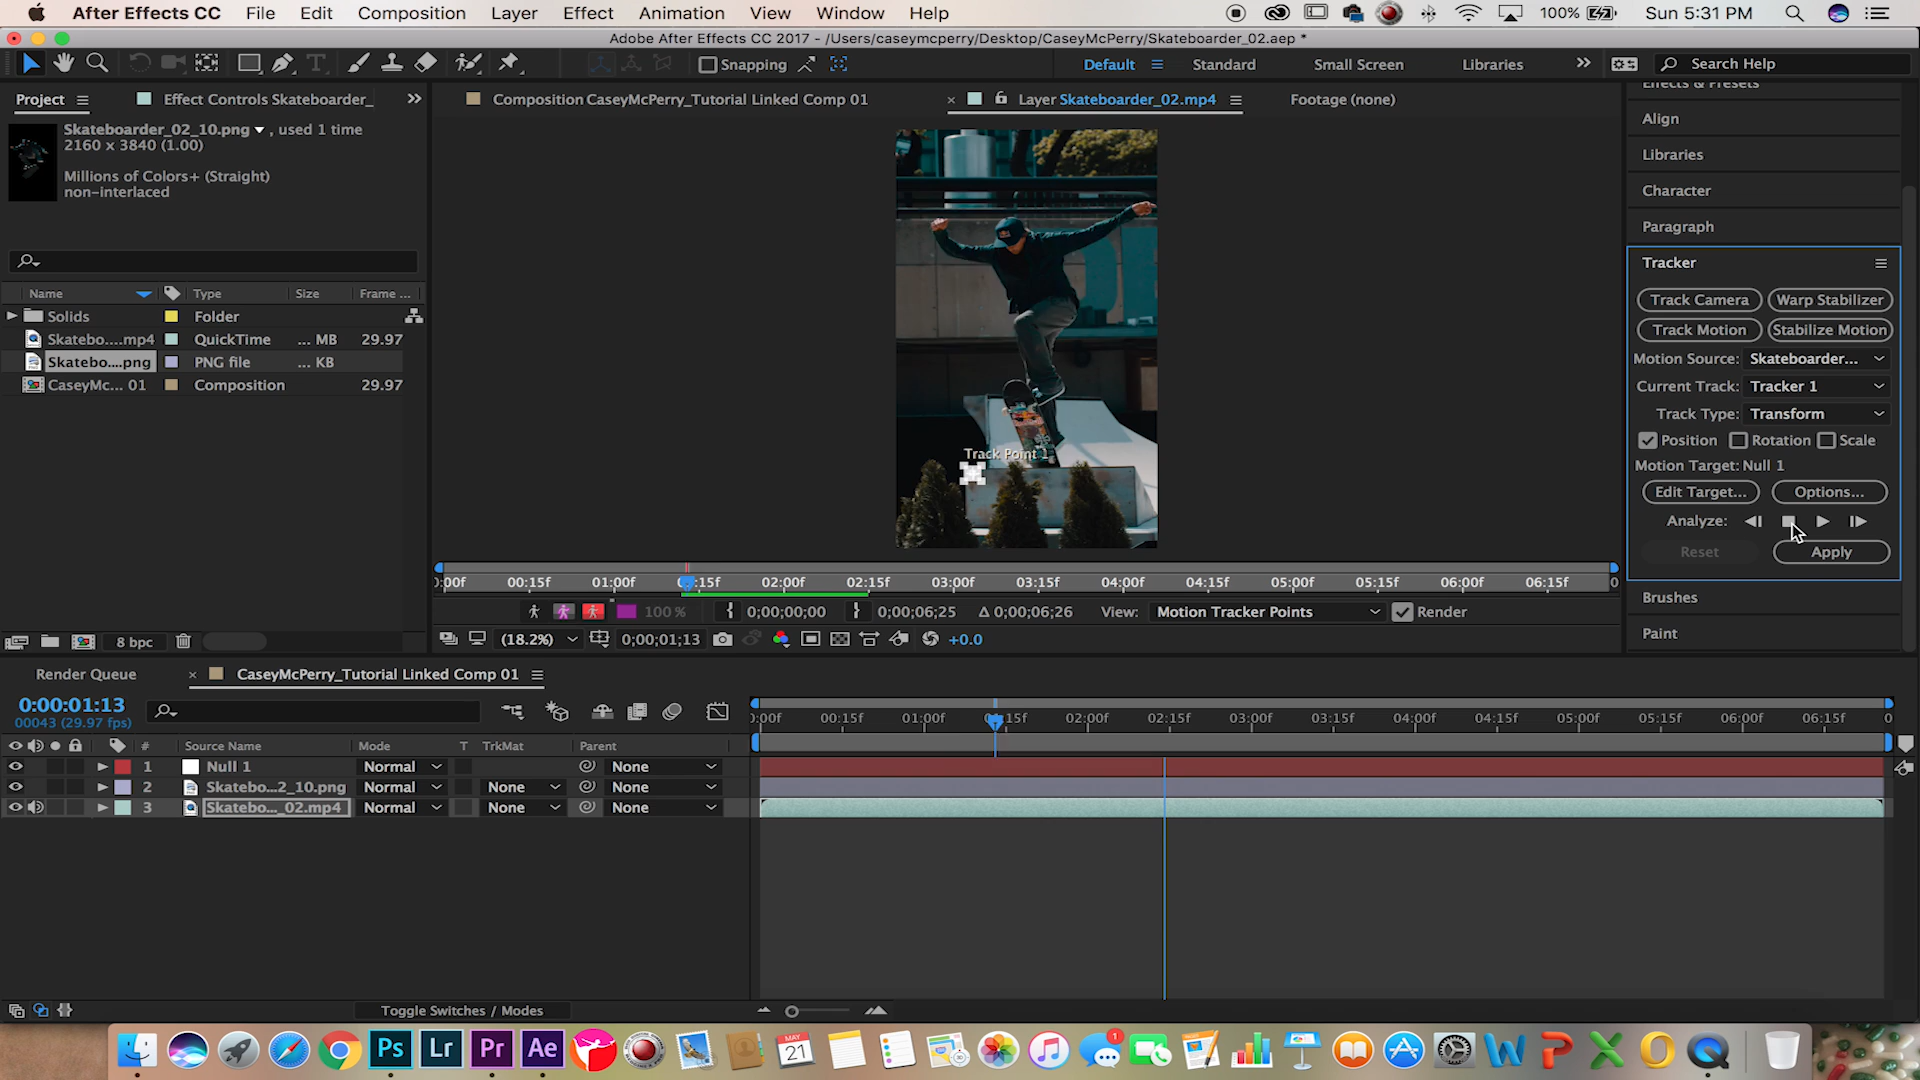 After Effects CC File Edit Composition Layer Effect Animation View Window Help 100% Sun 5:31 PM
Adobe After Effects CC 2017 - /Users/caseymcperry/Desktop/CaseyMcPerry/Skateboarder_02.aep *
Snapping Default Standard Small Screen Libraries Search Help
Project Effect Controls Skateboarder_ Composition CaseyMcPerry_Tutorial Linked Comp 01 Layer Skateboarder_02.mp4 Footage (none)
Skateboarder_02_10.png , used 1 time
2160 x 3840 (1.00)
Millions of Colors+ (Straight)
non-interlaced
Name Type Size Frame ...
Solids Folder
Skatebo....mp4 QuickTime ... MB 29.97
Skatebo....png PNG file ... KB
CaseyMc... 01 Composition 29.97
8 bpc
Track Point 1
:00f 00:15f 01:00f :15f 02:00f 02:15f 03:00f 03:15f 04:00f 04:15f 05:00f 05:15f 06:00f 06:15f 0
100 % 0;00;00;00 0;00;06;25 Δ 0;00;06;26 View: Motion Tracker Points Render
(18.2%) 0;00;01;13 +0.0
Effects & Presets
Align
Libraries
Character
Paragraph
Tracker
Track Camera Warp Stabilizer
Track Motion Stabilize Motion
Motion Source: Skateboarder...
Current Track: Tracker 1
Track Type: Transform
Position Rotation Scale
Motion Target: Null 1
Edit Target... Options...
Analyze:
Reset Apply
Brushes
Paint
Render Queue CaseyMcPerry_Tutorial Linked Comp 01
0:00:01:13
00043 (29.97 fps)
:00f 00:15f 01:00f :15f 02:00f 02:15f 03:00f 03:15f 04:00f 04:15f 05:00f 05:15f 06:00f 06:15f 0
# Source Name Mode T TrkMat Parent
1 Null 1 Normal None
2 Skatebo...2_10.png Normal None None
3 Skatebo..._02.mp4 Normal None None
Toggle Switches / Modes
Ps Lr Pr Ae MAY 21 1